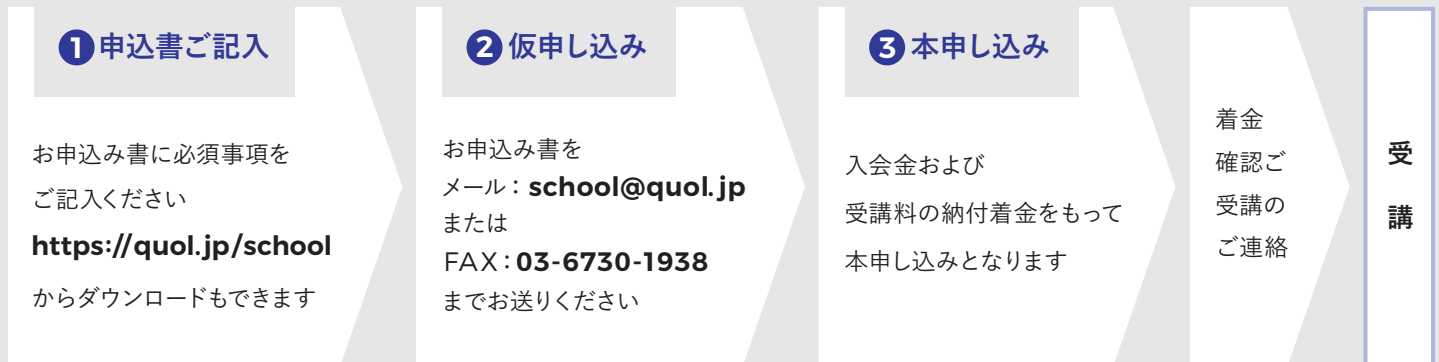 1 申込書ご記入
お申込み書に必須事項を
ご記入ください
https://quol.jp/school
からダウンロードもできます
2 仮申し込み
お申込み書を
メール：school@quol.jp
または
FAX：03-6730-1938
までお送りください
3 本申し込み
入会金および
受講料の納付着金をもって
本申し込みとなります
着金
確認ご
受講の
ご連絡
受講